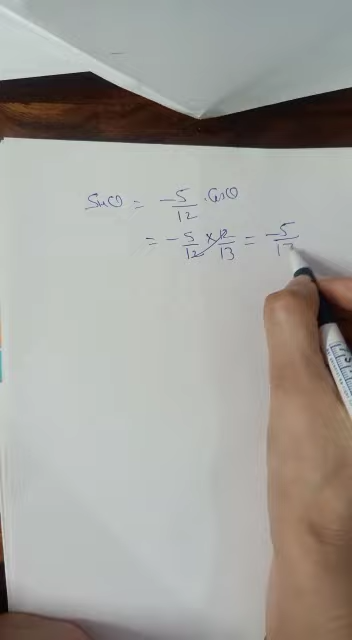 Sinθ = -5/12 · Cosθ
= -5/12 × 12/13 = -5/13